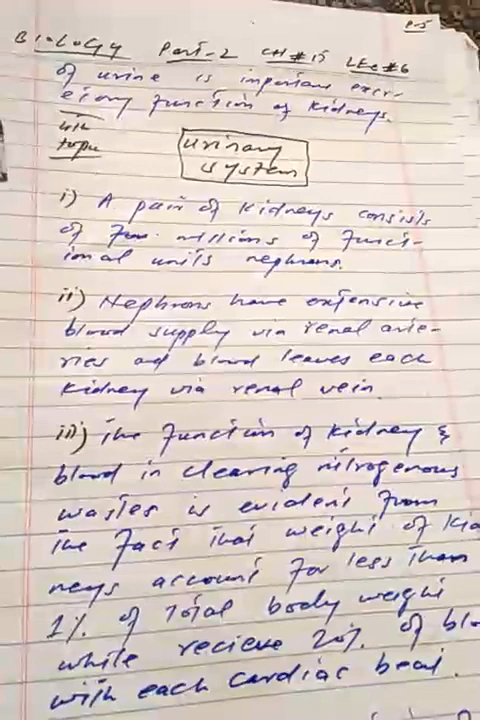 P-5
BIOLOGY Part-2 CH#15 LEC#6
of urine is important excr-
etory function of kidneys.
topic
urinary
system
i) A pair of kidneys consists
of millions of funct-
ional units nephrons.
ii) Nephrons have extensive
blood supply via renal arte-
ries and blood leaves each
kidney via renal vein.
iii) The function of kidney &
blood in clearing nitrogenous
wastes is evident from
the fact that weight of kid
neys account for less than
1% of total body weight
while recieve 20% of blo
with each cardiac beat.